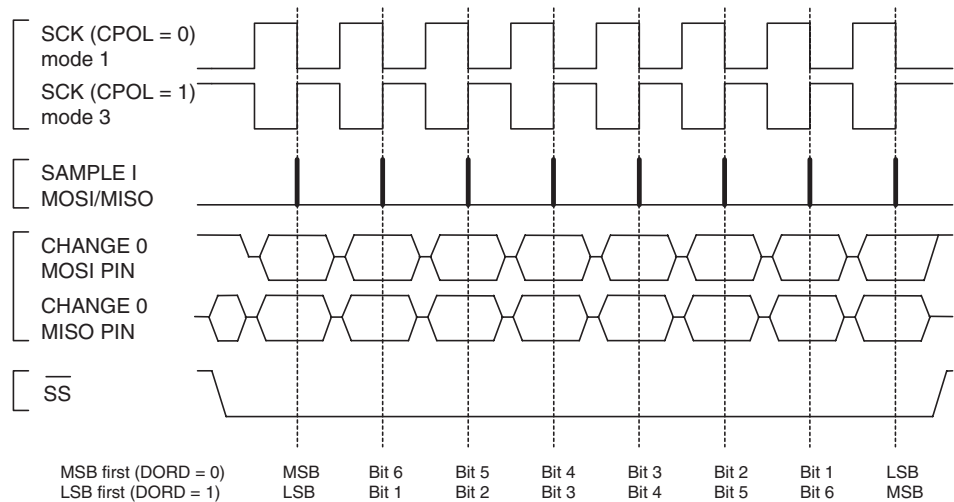 SCK (CPOL = 0)
mode 1
SCK (CPOL = 1)
mode 3
SAMPLE I
MOSI/MISO
CHANGE 0
MOSI PIN
CHANGE 0
MISO PIN
SS
MSB first (DORD = 0) MSB Bit 6 Bit 5 Bit 4 Bit 3 Bit 2 Bit 1 LSB
LSB first (DORD = 1) LSB Bit 1 Bit 2 Bit 3 Bit 4 Bit 5 Bit 6 MSB